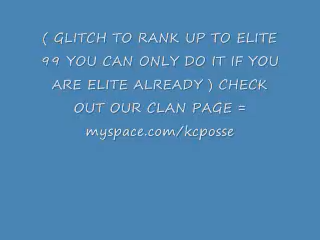 ( GLITCH TO RANK UP TO ELITE
99 YOU CAN ONLY DO IT IF YOU
ARE ELITE ALREADY ) CHECK
OUT OUR CLAN PAGE =
myspace.com/kcposse